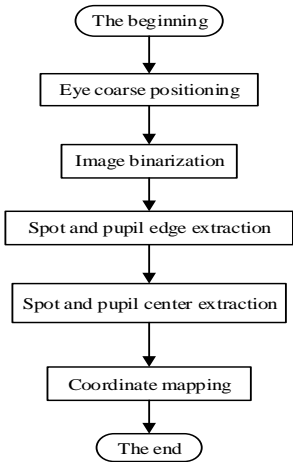 The beginning
Eye coarse positioning
Image binarization
Spot and pupil edge extraction
Spot and pupil center extraction
Coordinate mapping
The end